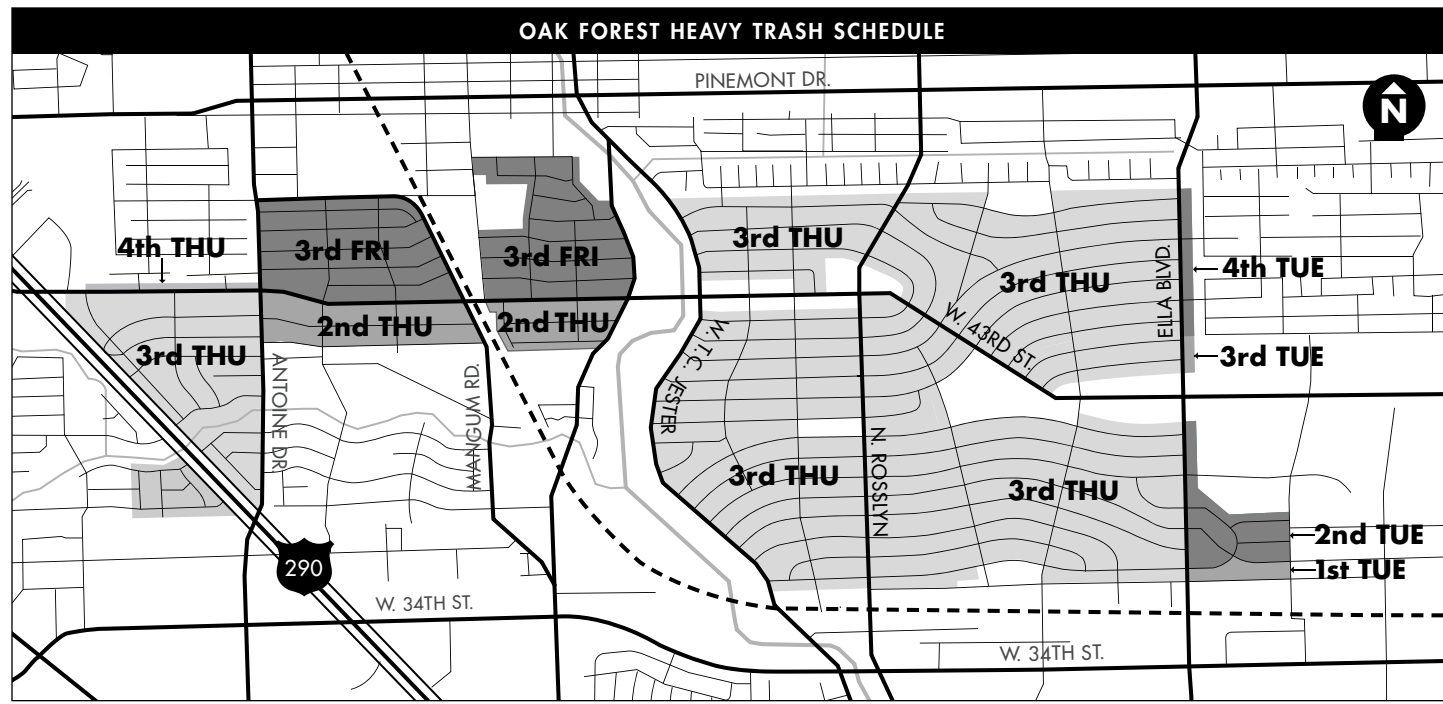 OAK FOREST HEAVY TRASH SCHEDULE
PINEMONT DR.
N
4th THU
3rd FRI
3rd FRI
3rd THU
3rd THU
ELLA BLVD.
4th TUE
2nd THU
2nd THU
W. 43RD ST.
3rd THU
3rd TUE
W. T.C. JESTER
ANTOINE DR.
MANGUM RD.
N. ROSSLYN
3rd THU
3rd THU
2nd TUE
290
1st TUE
W. 34TH ST.
W. 34TH ST.